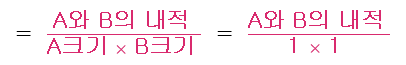 = A와 B의 내적 / A크기 × B크기 = A와 B의 내적 / 1 × 1